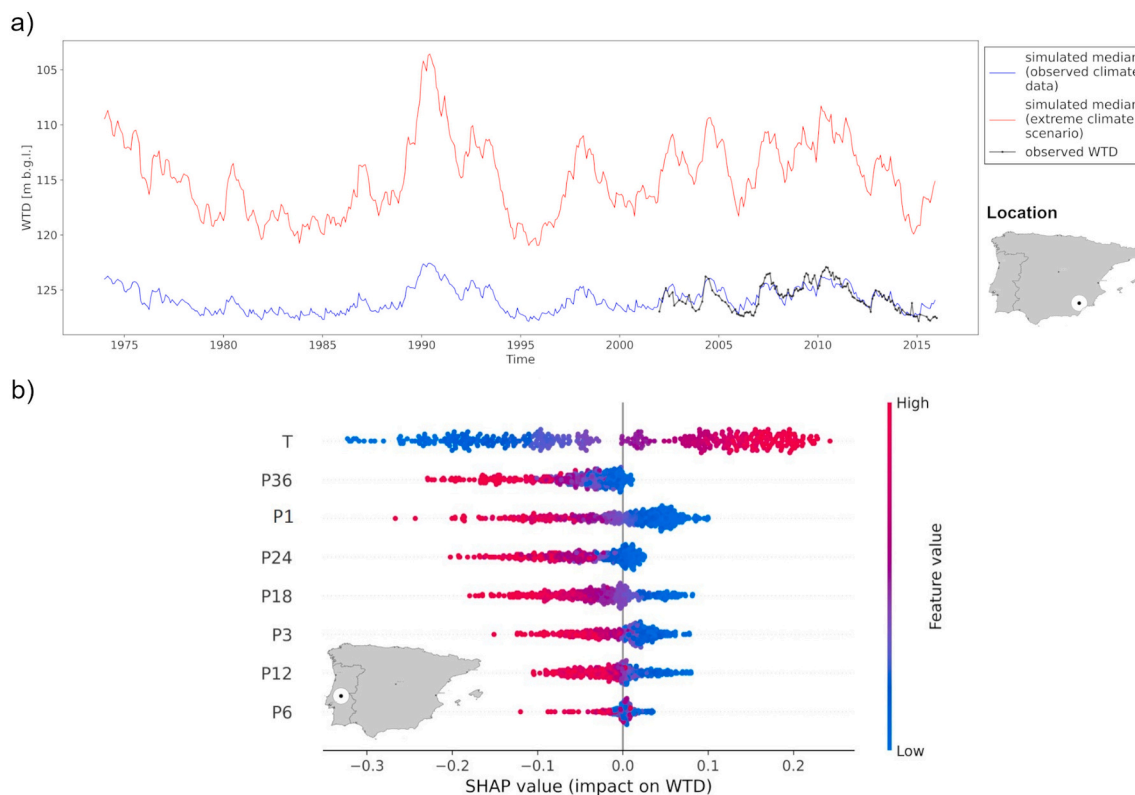 a)
WTD [m b.g.l.]
105
110
115
120
125
1975
1980
1985
1990
1995
2000
2005
2010
2015
Time
simulated median
(observed climate
data)
simulated median
(extreme climate
scenario)
observed WTD
Location
b)
T
P36
P1
P24
P18
P3
P12
P6
−0.3
−0.2
−0.1
0.0
0.1
0.2
SHAP value (impact on WTD)
High
Feature value
Low